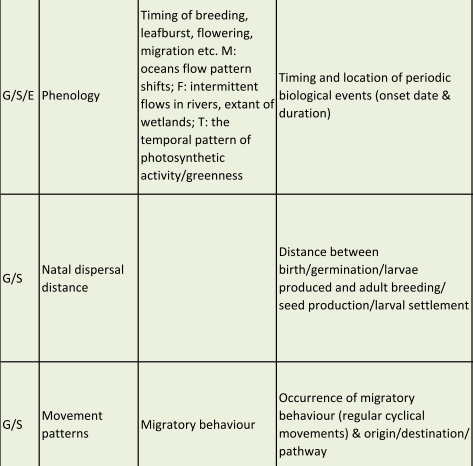 G/S/E
Phenology
Timing of breeding,
leafburst, flowering,
migration etc. M:
oceans flow pattern
shifts; F: intermittent
flows in rivers, extant of
wetlands; T: the
temporal pattern of
photosynthetic
activity/greenness
Timing and location of periodic
biological events (onset date &
duration)
G/S
Natal dispersal
distance
Distance between
birth/germination/larvae
produced and adult breeding/
seed production/larval settlement
G/S
Movement
patterns
Migratory behaviour
Occurrence of migratory
behaviour (regular cyclical
movements) & origin/destination/
pathway